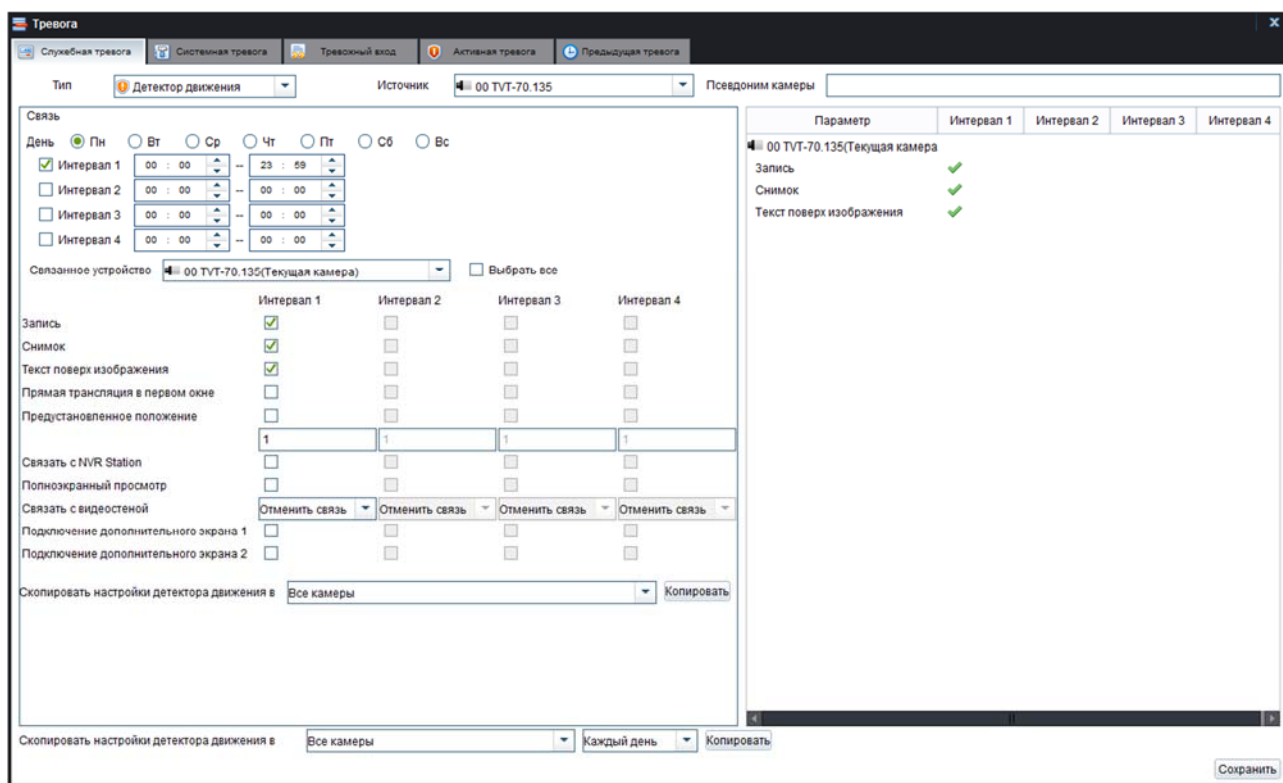 Тревога x
Служебная тревога Системная тревога Тревожный вход Активная тревога Предыдущая тревога
Тип Детектор движения Источник 00 TVT-70.135 Псевдоним камеры
Связь
День Пн Вт Ср Чт Пт Сб Вс
Интервал 1 00 : 00 -- 23 : 59
Интервал 2 00 : 00 -- 00 : 00
Интервал 3 00 : 00 -- 00 : 00
Интервал 4 00 : 00 -- 00 : 00
Связанное устройство 00 TVT-70.135(Текущая камера) Выбрать все
Интервал 1 Интервал 2 Интервал 3 Интервал 4
Запись
Снимок
Текст поверх изображения
Прямая трансляция в первом окне
Предустановленное положение
1 1 1 1
Связать с NVR Station
Полноэкранный просмотр
Связать с видеостеной Отменить связь Отменить связь Отменить связь Отменить связь
Подключение дополнительного экрана 1
Подключение дополнительного экрана 2
Скопировать настройки детектора движения в Все камеры Копировать
Параметр Интервал 1 Интервал 2 Интервал 3 Интервал 4
00 TVT-70.135(Текущая камера
Запись
Снимок
Текст поверх изображения
Скопировать настройки детектора движения в Все камеры Каждый день Копировать
Сохранить